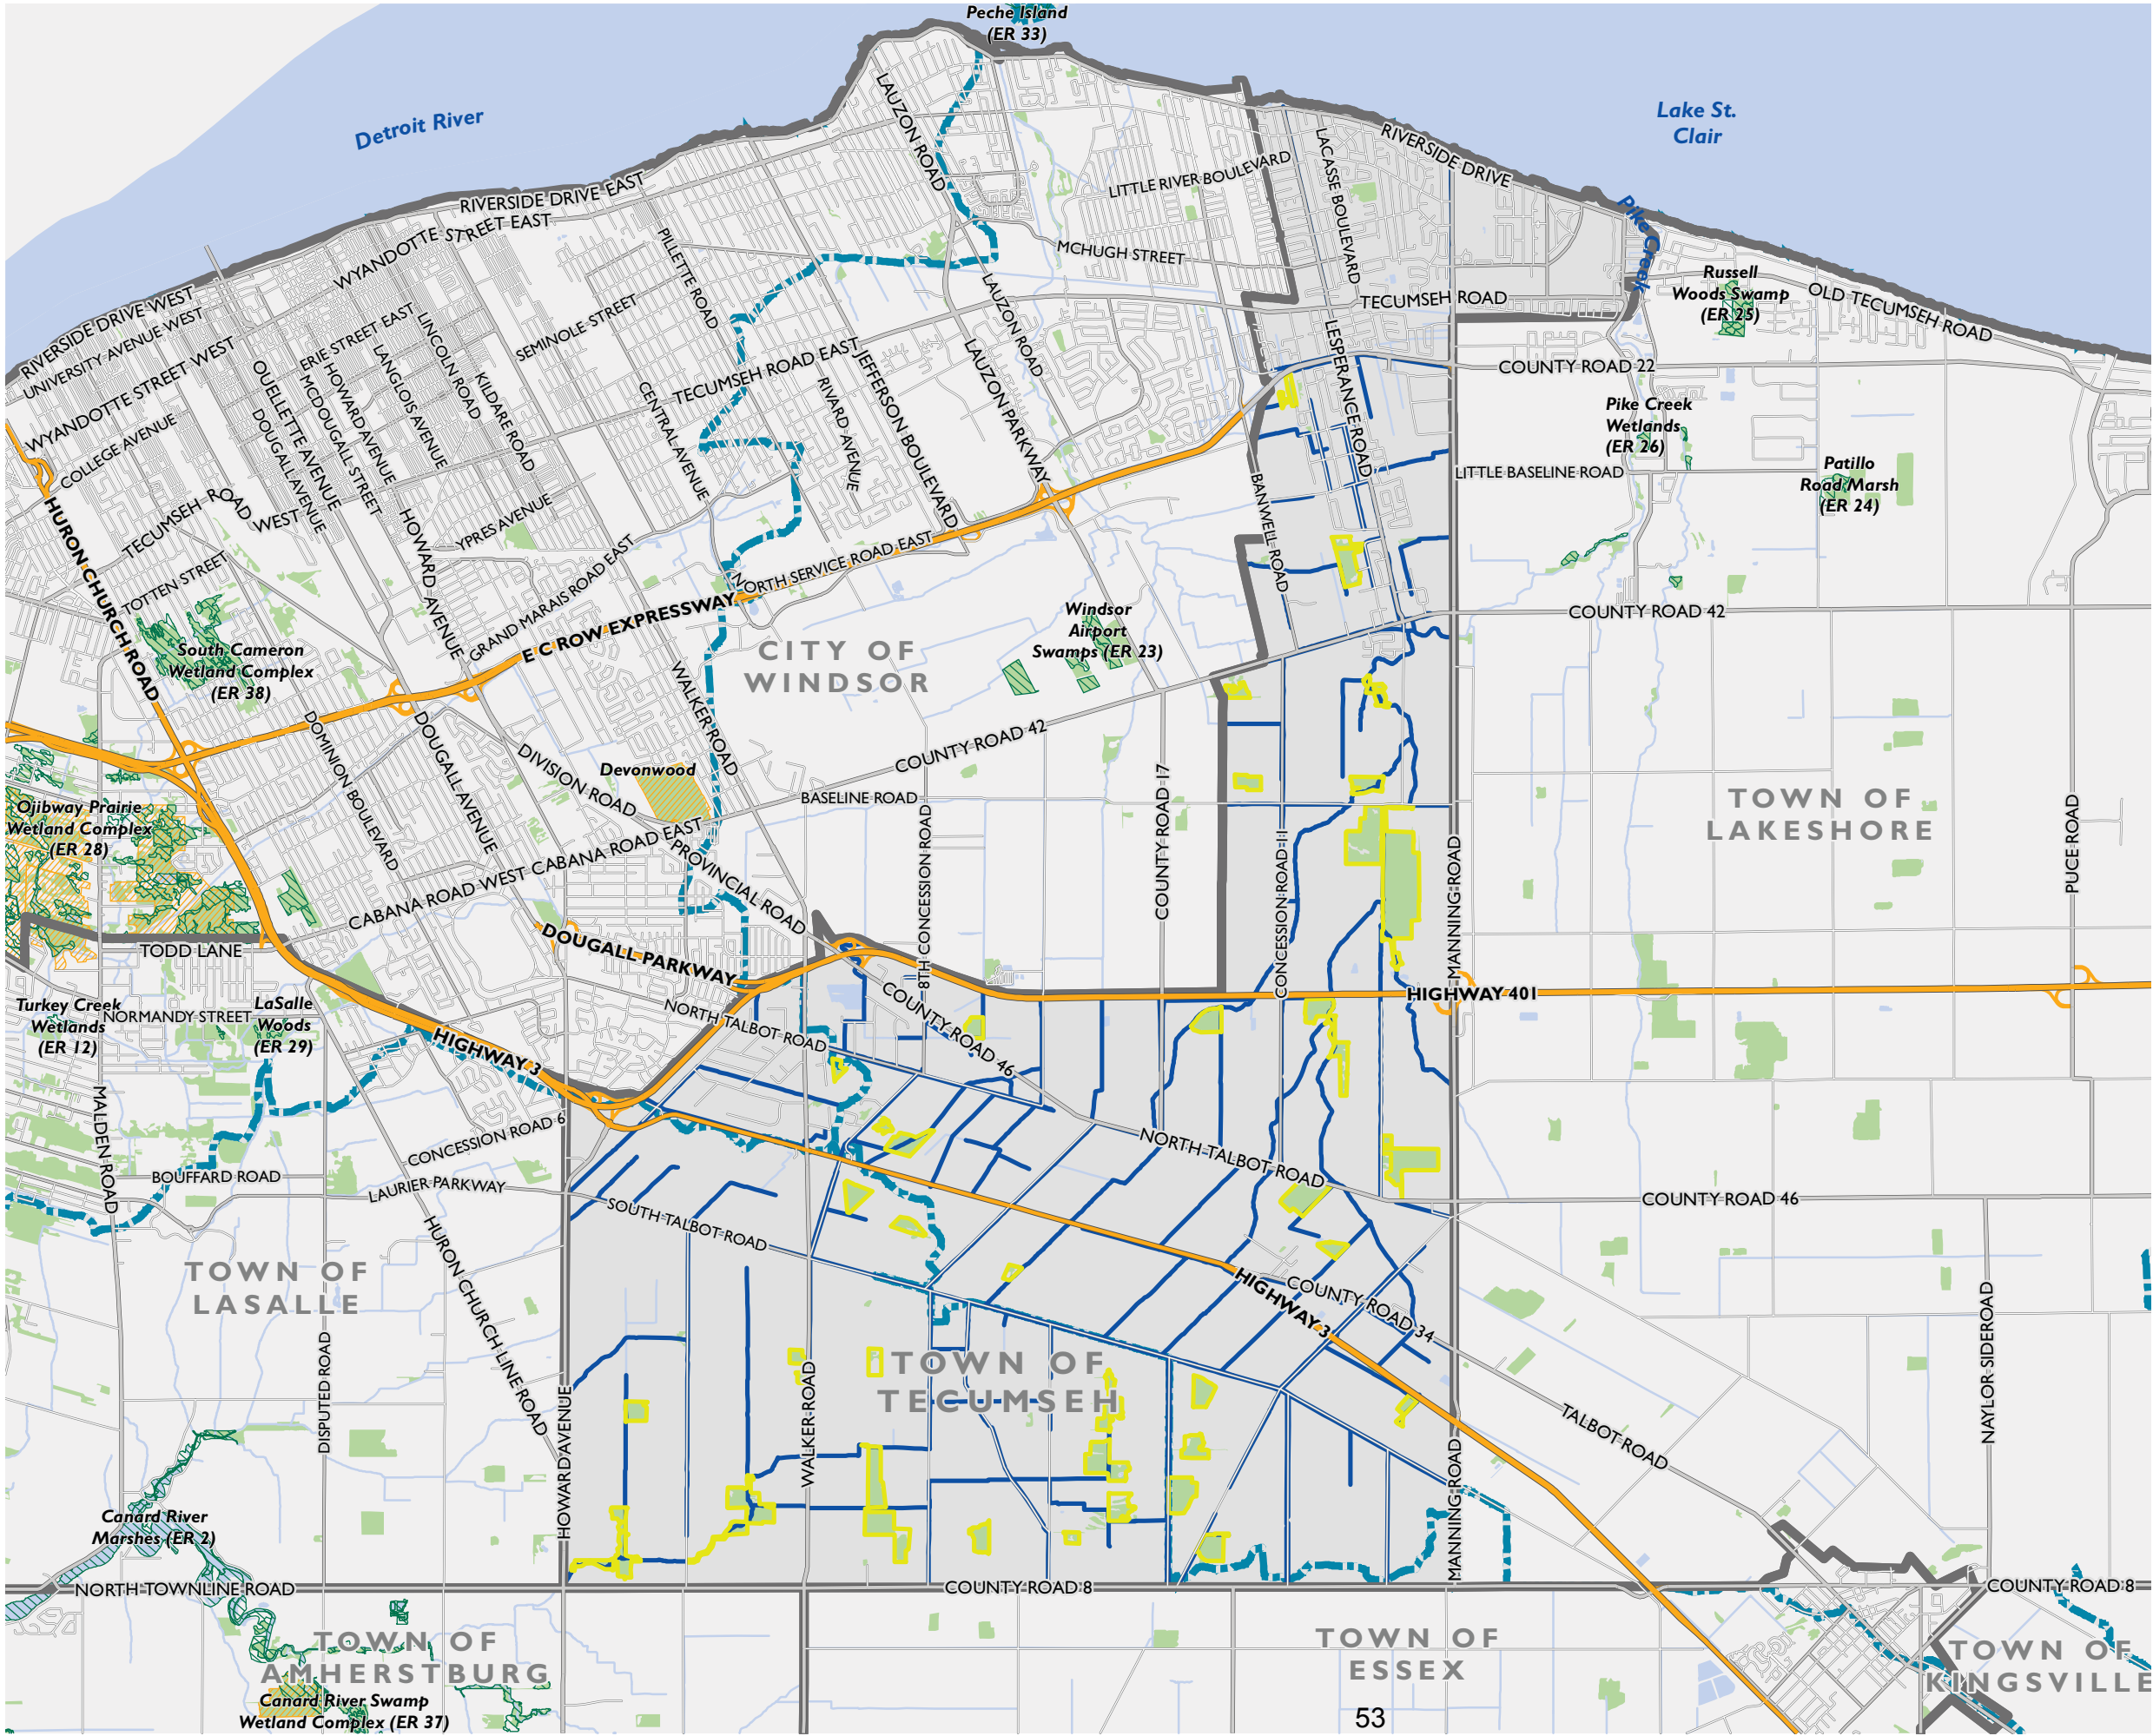 Peche Island
(ER 33)
Detroit River
Lake St.
Clair
LAUZON ROAD
RIVERSIDE DRIVE
LACASSE BOULEVARD
LITTLE RIVER BOULEVARD
RIVERSIDE DRIVE EAST
WYANDOTTE STREET EAST
PILLETTE ROAD
MCHUGH STREET
Pike Creek
Russell
Woods Swamp
(ER 25)
OLD TECUMSEH ROAD
TECUMSEH ROAD
RIVERSIDE DRIVE WEST
UNIVERSITY AVENUE WEST
WYANDOTTE STREET WEST
ERIE STREET EAST
LINCOLN ROAD
SEMINOLE STREET
LAUZON ROAD
LESPERANCE ROAD
COUNTY ROAD 22
OUELLETTE AVENUE
MCDOUGALL STREET
HOWARD AVENUE
LANGLOIS AVENUE
KILDARE ROAD
TECUMSEH ROAD EAST
JEFFERSON BOULEVARD
LAUZON PARKWAY
RIVARD AVENUE
CENTRAL AVENUE
DOUGALL AVENUE
COLLEGE AVENUE
Pike Creek
Wetlands
(ER 26)
LITTLE BASELINE ROAD
Patillo
Road Marsh
(ER 24)
BANWELL ROAD
HURON CHURCH ROAD
TECUMSEH ROAD
WEST
YPRES AVENUE
HOWARD AVENUE
GRAND MARAIS ROAD EAST
NORTH SERVICE ROAD EAST
TOTTEN STREET
E C ROW EXPRESSWAY
COUNTY ROAD 42
Windsor
Airport
Swamps (ER 23)
CITY OF
WINDSOR
South Cameron
Wetland Complex
(ER 38)
WALKER ROAD
DOMINION BOULEVARD
DOUGALL AVENUE
DIVISION ROAD
Devonwood
COUNTY ROAD 42
BASELINE ROAD
COUNTY ROAD 17
8TH CONCESSION ROAD
CONCESSION ROAD 11
MANNING ROAD
TOWN OF
LAKESHORE
PUCE ROAD
Ojibway Prairie
Wetland Complex
(ER 28)
CABANA ROAD WEST
CABANA ROAD EAST
PROVINCIAL ROAD
TODD LANE
DOUGALL PARKWAY
HIGHWAY 401
Turkey Creek
Wetlands
(ER 12)
NORMANDY STREET
LaSalle
Woods
(ER 29)
NORTH TALBOT ROAD
COUNTY ROAD 46
HIGHWAY 3
MALDEN ROAD
CONCESSION ROAD 6
BOUFFARD ROAD
LAURIER PARKWAY
NORTH TALBOT ROAD
COUNTY ROAD 46
SOUTH TALBOT ROAD
TOWN OF
LASALLE
HURON CHURCH LINE ROAD
DISPUTED ROAD
HIGHWAY 3
COUNTY ROAD 34
NAYLOR SIDEROAD
TOWN OF
TECUMSEH
HOWARD AVENUE
WALKER ROAD
TALBOT ROAD
MANNING ROAD
Canard River
Marshes (ER 2)
NORTH TOWNLINE ROAD
COUNTY ROAD 8
COUNTY ROAD 8
TOWN OF
AMHERSTBURG
Canard River Swamp
Wetland Complex (ER 37)
TOWN OF
ESSEX
TOWN OF
KINGSVILLE
53